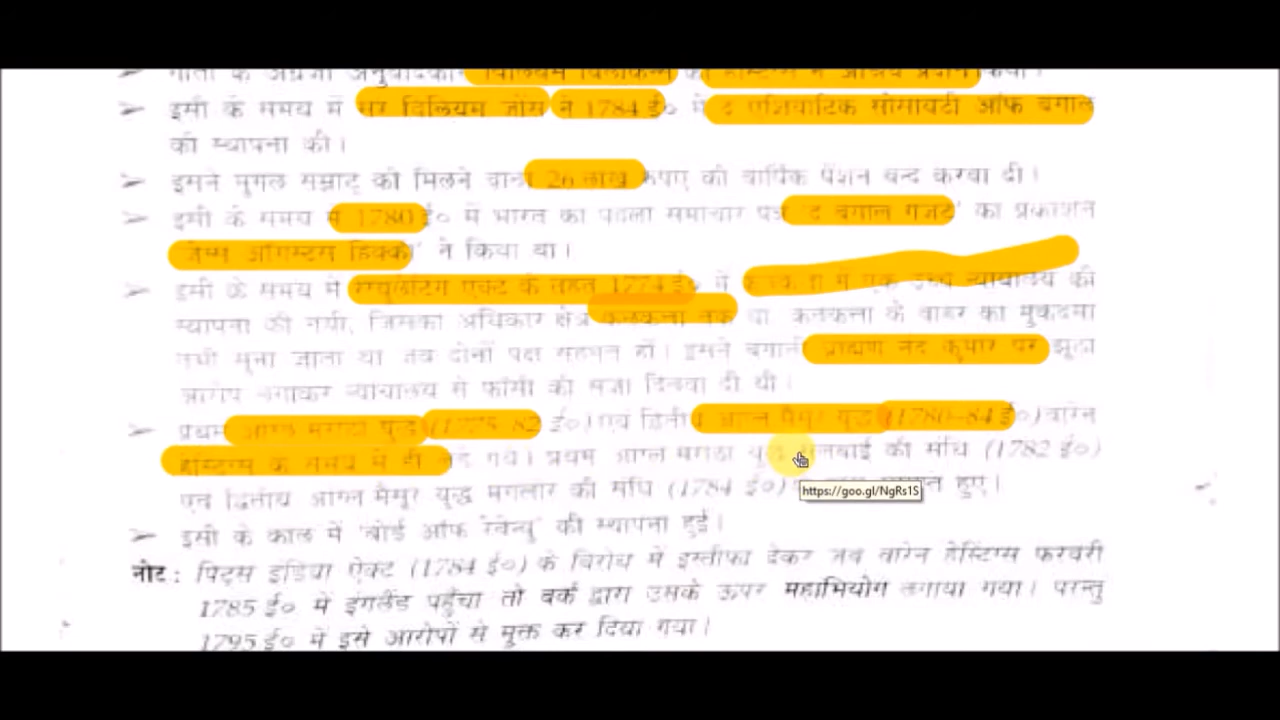 गीता के अंग्रेजी अनुवादकार विलियम विलकिन्स को हेस्टिंग्स ने आश्रय प्रदान किया।
➢ इसी के समय में सर विलियम जोंस ने 1784 ई० में द एशियाटिक सोसायटी ऑफ बंगाल
की स्थापना की।
➢ इसने मुगल सम्राट् को मिलने वाला 26 लाख रुपए की वार्षिक पेंशन बन्द करवा दी।
➢ इसी के समय में 1780 ई० में भारत का पहला समाचार पत्र 'द बंगाल गजट' का प्रकाशन
'जेम्स ऑगस्टस हिक्की' ने किया था।
➢ इसी के समय में रेग्यूलेटिंग एक्ट के तहत 1774 ई० में में एक उच्च न्यायालय की
स्थापना की गयी, जिसका अधिकार क्षेत्र कलकत्ता तक था कलकत्ता के बाहर का मुकदमा
तभी सुना जाता था जब दोनों पक्ष सहमत हों। इसने बंगाली ब्राह्मण नंद कुमार पर झूठा
आरोप लगाकर न्यायालय से फाँसी की सजा दिलवा दी थी।
➢ प्रथम आंग्ल मराठा युद्ध (1775-82 ई०) एवं द्वितीय आंग्ल मैसूर युद्ध (1780-84 ई०) वारेन
हेस्टिंग्स के समय में ही लड़े गये। प्रथम आंग्ल मराठा युद्ध सलबाई की संधि (1782 ई०)
एवं द्वितीय आंग्ल मैसूर युद्ध मंगलोर की संधि (1784 ई०) हुए।
https://goo.gl/NgRs1S
➢ इसी के काल में 'बोर्ड ऑफ रेवेन्यु' की स्थापना हुई।
नोट : पिट्स इंडिया ऐक्ट (1784 ई०) के विरोध में इस्तीफा देकर जब वारेन हेस्टिंग्स फरवरी
1785 ई० में इंगलैंड पहुँचा तो बर्क द्वारा उसके ऊपर महाभियोग लगाया गया। परन्तु
1795 ई० में इसे आरोपों से मुक्त कर दिया गया।